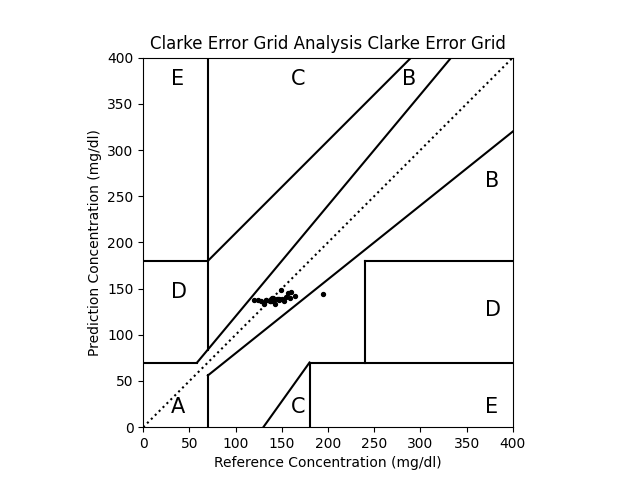 Clarke Error Grid Analysis Clarke Error Grid
400
350
300
250
200
150
100
50
0
Prediction Concentration (mg/dl)
E
C
B
B
D
D
A
C
E
0 50 100 150 200 250 300 350 400
Reference Concentration (mg/dl)